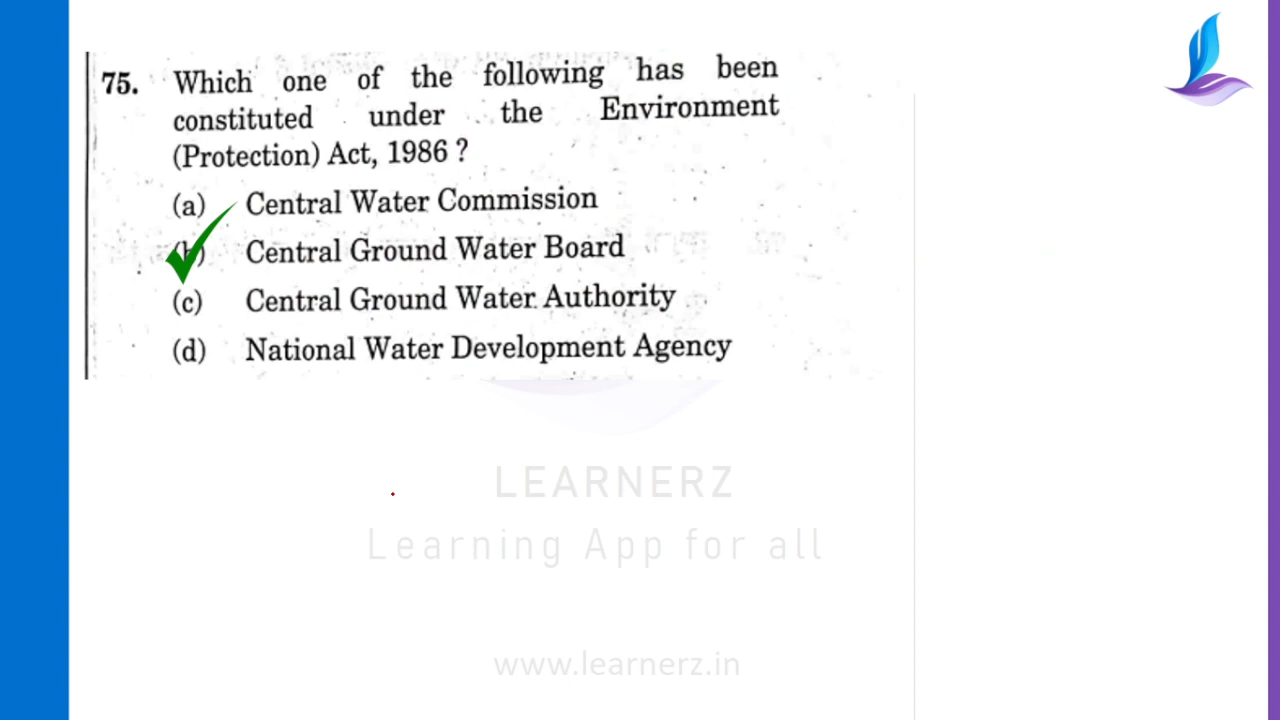 75. Which one of the following has been
constituted under the Environment
(Protection) Act, 1986 ?
(a) Central Water Commission
(b) Central Ground Water Board
(c) Central Ground Water Authority
(d) National Water Development Agency
LEARNERZ
Learning App for all
www.learnerz.in